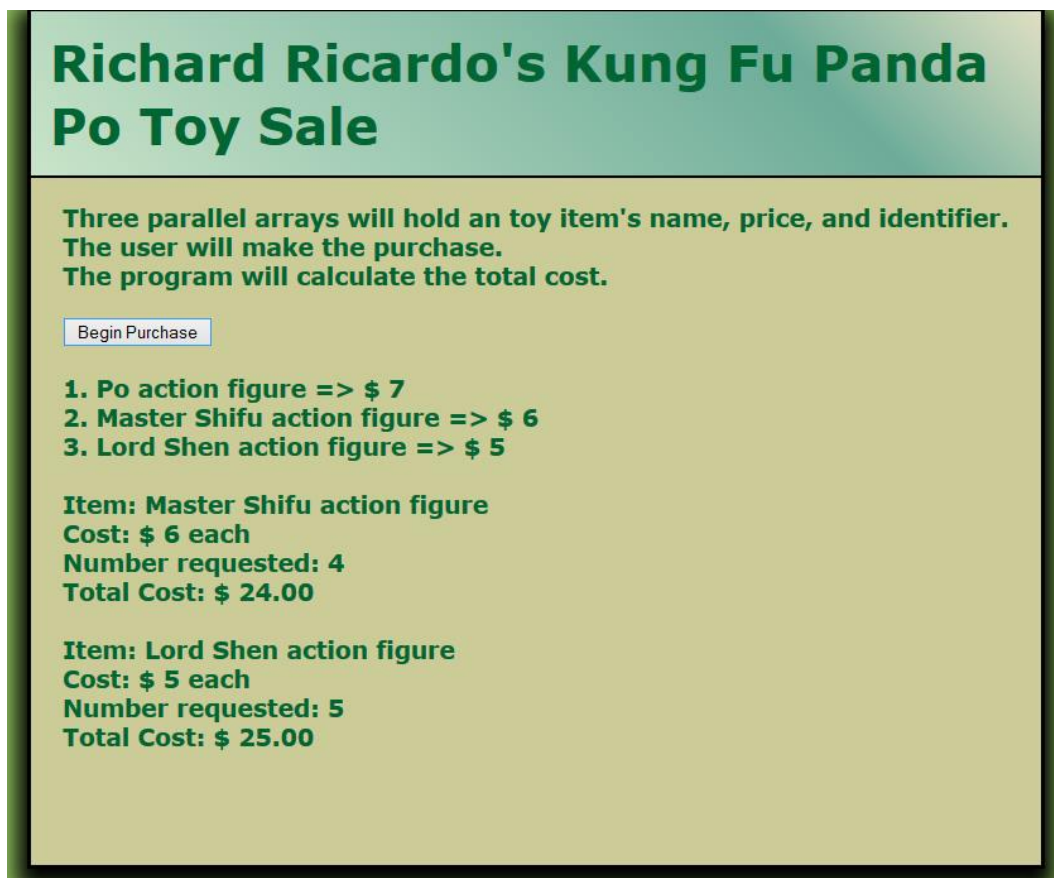 Richard Ricardo's Kung Fu Panda
Po Toy Sale
Three parallel arrays will hold an toy item's name, price, and identifier.
The user will make the purchase.
The program will calculate the total cost.
Begin Purchase
1. Po action figure => $ 7
2. Master Shifu action figure => $ 6
3. Lord Shen action figure => $ 5
Item: Master Shifu action figure
Cost: $ 6 each
Number requested: 4
Total Cost: $ 24.00
Item: Lord Shen action figure
Cost: $ 5 each
Number requested: 5
Total Cost: $ 25.00